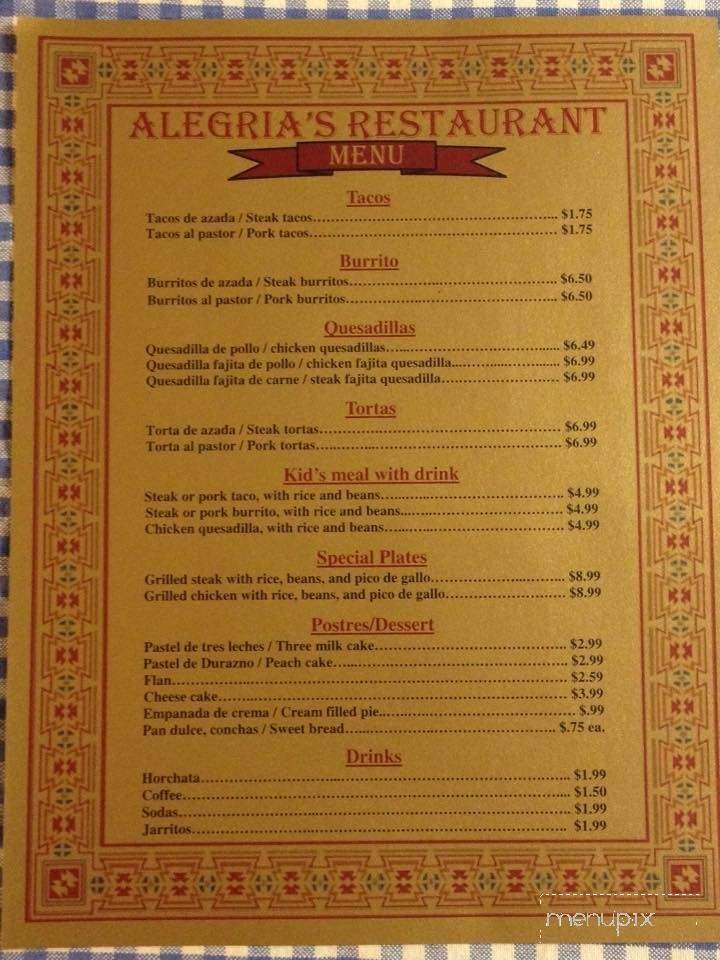 ALEGRIA'S RESTAURANT
MENU
Tacos
Tacos de azada / Steak tacos........................................................ $1.75
Tacos al pastor / Pork tacos......................................................... $1.75
Burrito
Burritos de azada / Steak burritos................................................ $6.50
Burritos al pastor / Pork burritos................................................. $6.50
Quesadillas
Quesadilla de pollo / chicken quesadillas........................................ $6.49
Quesadilla fajita de pollo / chicken fajita quesadilla......................... $6.99
Quesadilla fajita de carne / steak fajita quesadilla........................... $6.99
Tortas
Torta de azada / Steak tortas........................................................ $6.99
Torta al pastor / Pork tortas......................................................... $6.99
Kid's meal with drink
Steak or pork taco, with rice and beans.......................................... $4.99
Steak or pork burrito, with rice and beans...................................... $4.99
Chicken quesadilla, with rice and beans......................................... $4.99
Special Plates
Grilled steak with rice, beans, and pico de gallo............................... $8.99
Grilled chicken with rice, beans, and pico de gallo............................ $8.99
Postres/Dessert
Pastel de tres leches / Three milk cake............................................ $2.99
Pastel de Durazno / Peach cake...................................................... $2.99
Flan........................................................................................... $2.59
Cheese cake................................................................................ $3.99
Empanada de crema / Cream filled pie............................................ $.99
Pan dulce, conchas / Sweet bread................................................ $.75 ea.
Drinks
Horchata..................................................................................... $1.99
Coffee......................................................................................... $1.50
Sodas.......................................................................................... $1.99
Jarritos....................................................................................... $1.99
menupix